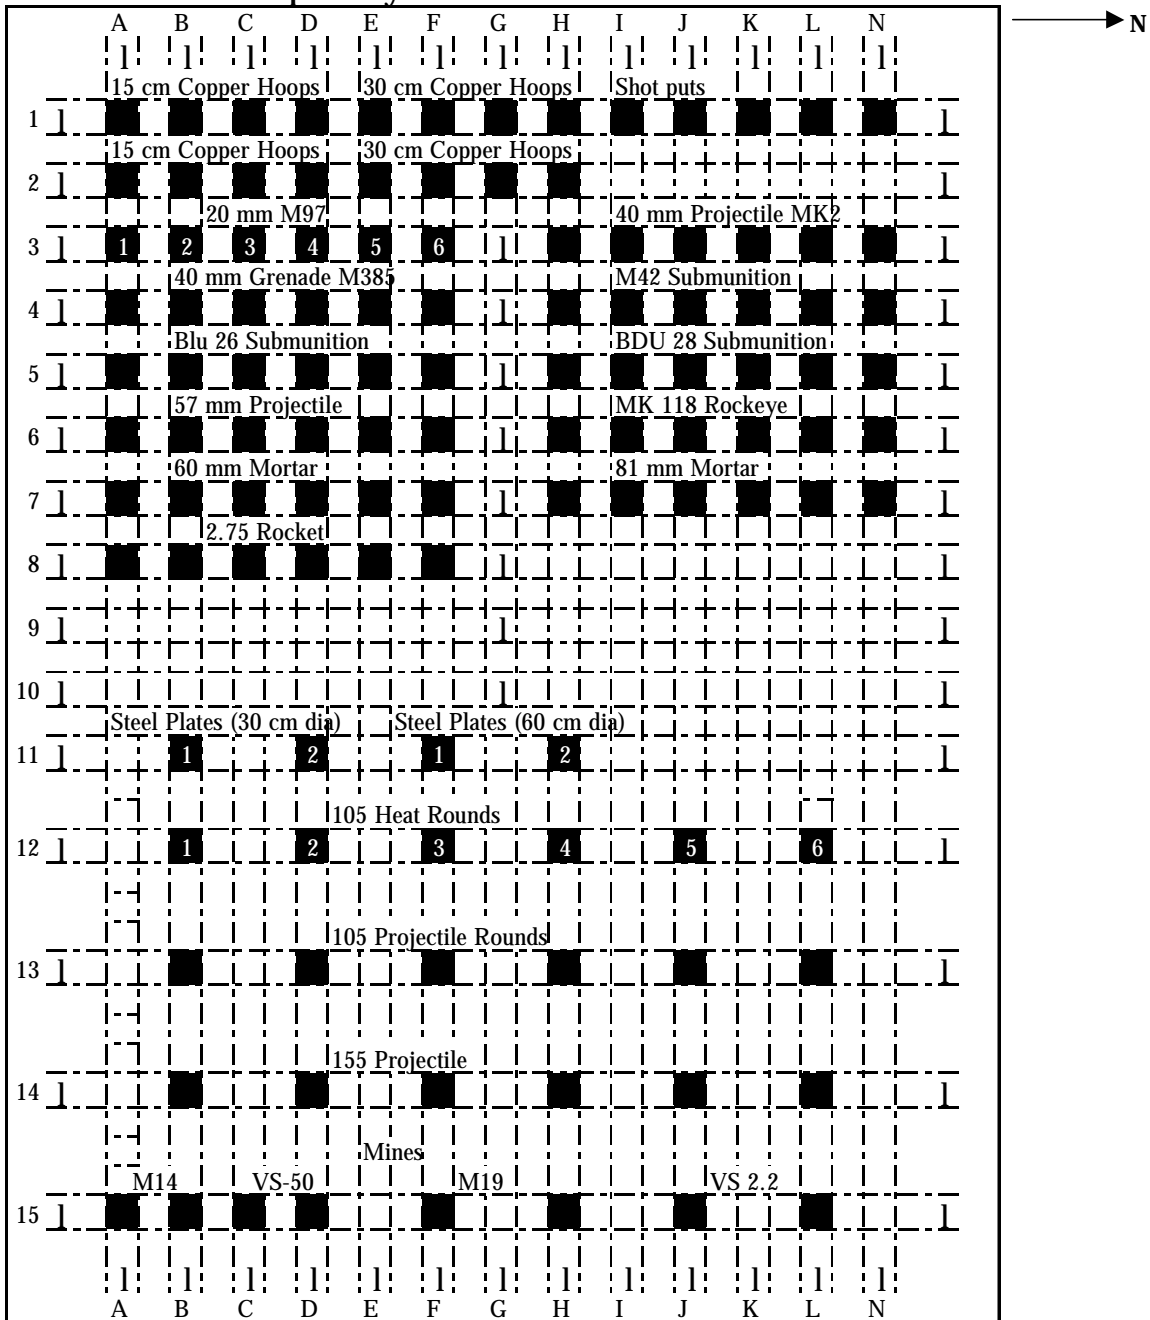 A B C D E F G H I J K L N
N
l l l l l l l l l l l l l
15 cm Copper Hoops 30 cm Copper Hoops Shot puts
1 l l
15 cm Copper Hoops 30 cm Copper Hoops
2 l l
20 mm M97 40 mm Projectile MK2
3 l 1 2 3 4 5 6 l l
40 mm Grenade M385 M42 Submunition
4 l l l
Blu 26 Submunition BDU 28 Submunition
5 l l l
57 mm Projectile MK 118 Rockeye
6 l l l
60 mm Mortar 81 mm Mortar
7 l l l
2.75 Rocket
8 l l l
9 l l l
10 l l l
Steel Plates (30 cm dia) Steel Plates (60 cm dia)
11 l 1 2 1 2 l
105 Heat Rounds
12 l 1 2 3 4 5 6 l
105 Projectile Rounds
13 l l
155 Projectile
14 l l
Mines
M14 VS-50 M19 VS 2.2
15 l l
l l l l l l l l l l l l l
A B C D E F G H I J K L N